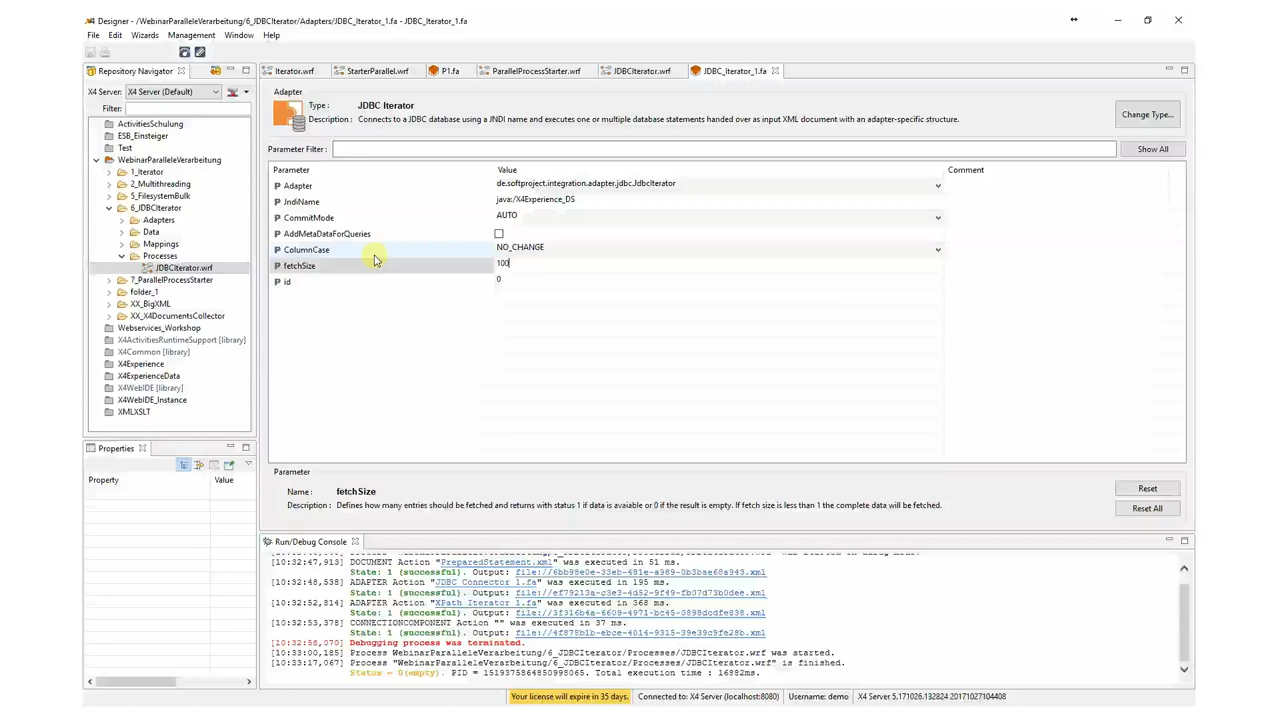 X4 Designer - /WebinarParalleleVerarbeitung/6_JDBCIterator/Adapters/JDBC_Iterator_1.fa - JDBC_Iterator_1.fa)
File Edit Wizards Management Window Help
Repository Navigator
X4 Server: X4 Server (Default)
Filter:
ActivitiesSchulung
ESB_Einsteiger
Test
WebinarParalleleVerarbeitung
1_Iterator
2_Multithreading
5_FilesystemBulk
6_JDBCIterator
Adapters
Data
Mappings
Processes
JDBCIterator.wrf
7_ParallelProcessStarter
folder_1
XX_BigXML
XX_X4DocumentsCollector
Webservices_Workshop
X4ActivitiesRuntimeSupport [library]
X4Common [library]
X4Experience
X4ExperienceData
X4WebIDE [library]
X4WebIDE_Instance
XMLXSLT
Properties
Property Value
Iterator.wrf StarterParallel.wrf P1.fa ParallelProcessStarter.wrf JDBCIterator.wrf JDBC_Iterator_1.fa
Adapter
Type : JDBC Iterator
Description : Connects to a JDBC database using a JNDI name and executes one or multiple database statements handed over as input XML document with an adapter-specific structure.
Change Type...
Parameter Filter :
Show All
Parameter Value Comment
Adapter de.softproject.integration.adapter.jdbc.JdbcIterator
JndiName java:/X4Experience_DS
CommitMode AUTO
AddMetaDataForQueries
ColumnCase NO_CHANGE
fetchSize 100
id 0
Parameter
Name : fetchSize
Description : Defines how many entries should be fetched and returns with status 1 if data is avaiable or 0 if the result is empty. If fetch size is less than 1 the complete data will be fetched.
Reset
Reset All
Run/Debug Console
[10:32:47,913] DOCUMENT Action "PreparedStatement.xml" was executed in 51 ms.
State: 1 (successful). Output: file://6bb98e0e-33eb-481e-a989-0b3bae68a943.xml
[10:32:48,538] ADAPTER Action "JDBC Connector 1.fa" was executed in 195 ms.
State: 1 (successful). Output: file://ef79213a-c3e3-4d52-9f49-fb07d73b0dee.xml
[10:32:52,814] ADAPTER Action "XPath Iterator 1.fa" was executed in 368 ms.
State: 1 (successful). Output: file://3f316b4a-6609-4971-bc45-0898dcdfe838.xml
[10:32:53,378] CONNECTIONCOMPONENT Action "" was executed in 37 ms.
State: 1 (successful). Output: file://4f878b1b-ebce-4014-9315-39e39c9fe28b.xml
[10:32:58,070] Debugging process was terminated.
[10:33:00,185] Process "WebinarParalleleVerarbeitung/6_JDBCIterator/Processes/JDBCIterator.wrf was started.
[10:33:17,067] Process "WebinarParalleleVerarbeitung/6_JDBCIterator/Processes/JDBCIterator.wrf" is finished.
Status = 0(empty). PID = 1519375864850998065. Total execution time : 16882ms.
Your license will expire in 35 days. Connected to: X4 Server (localhost:8080) Username: demo X4 Server 5.171026.132824 20171027104408